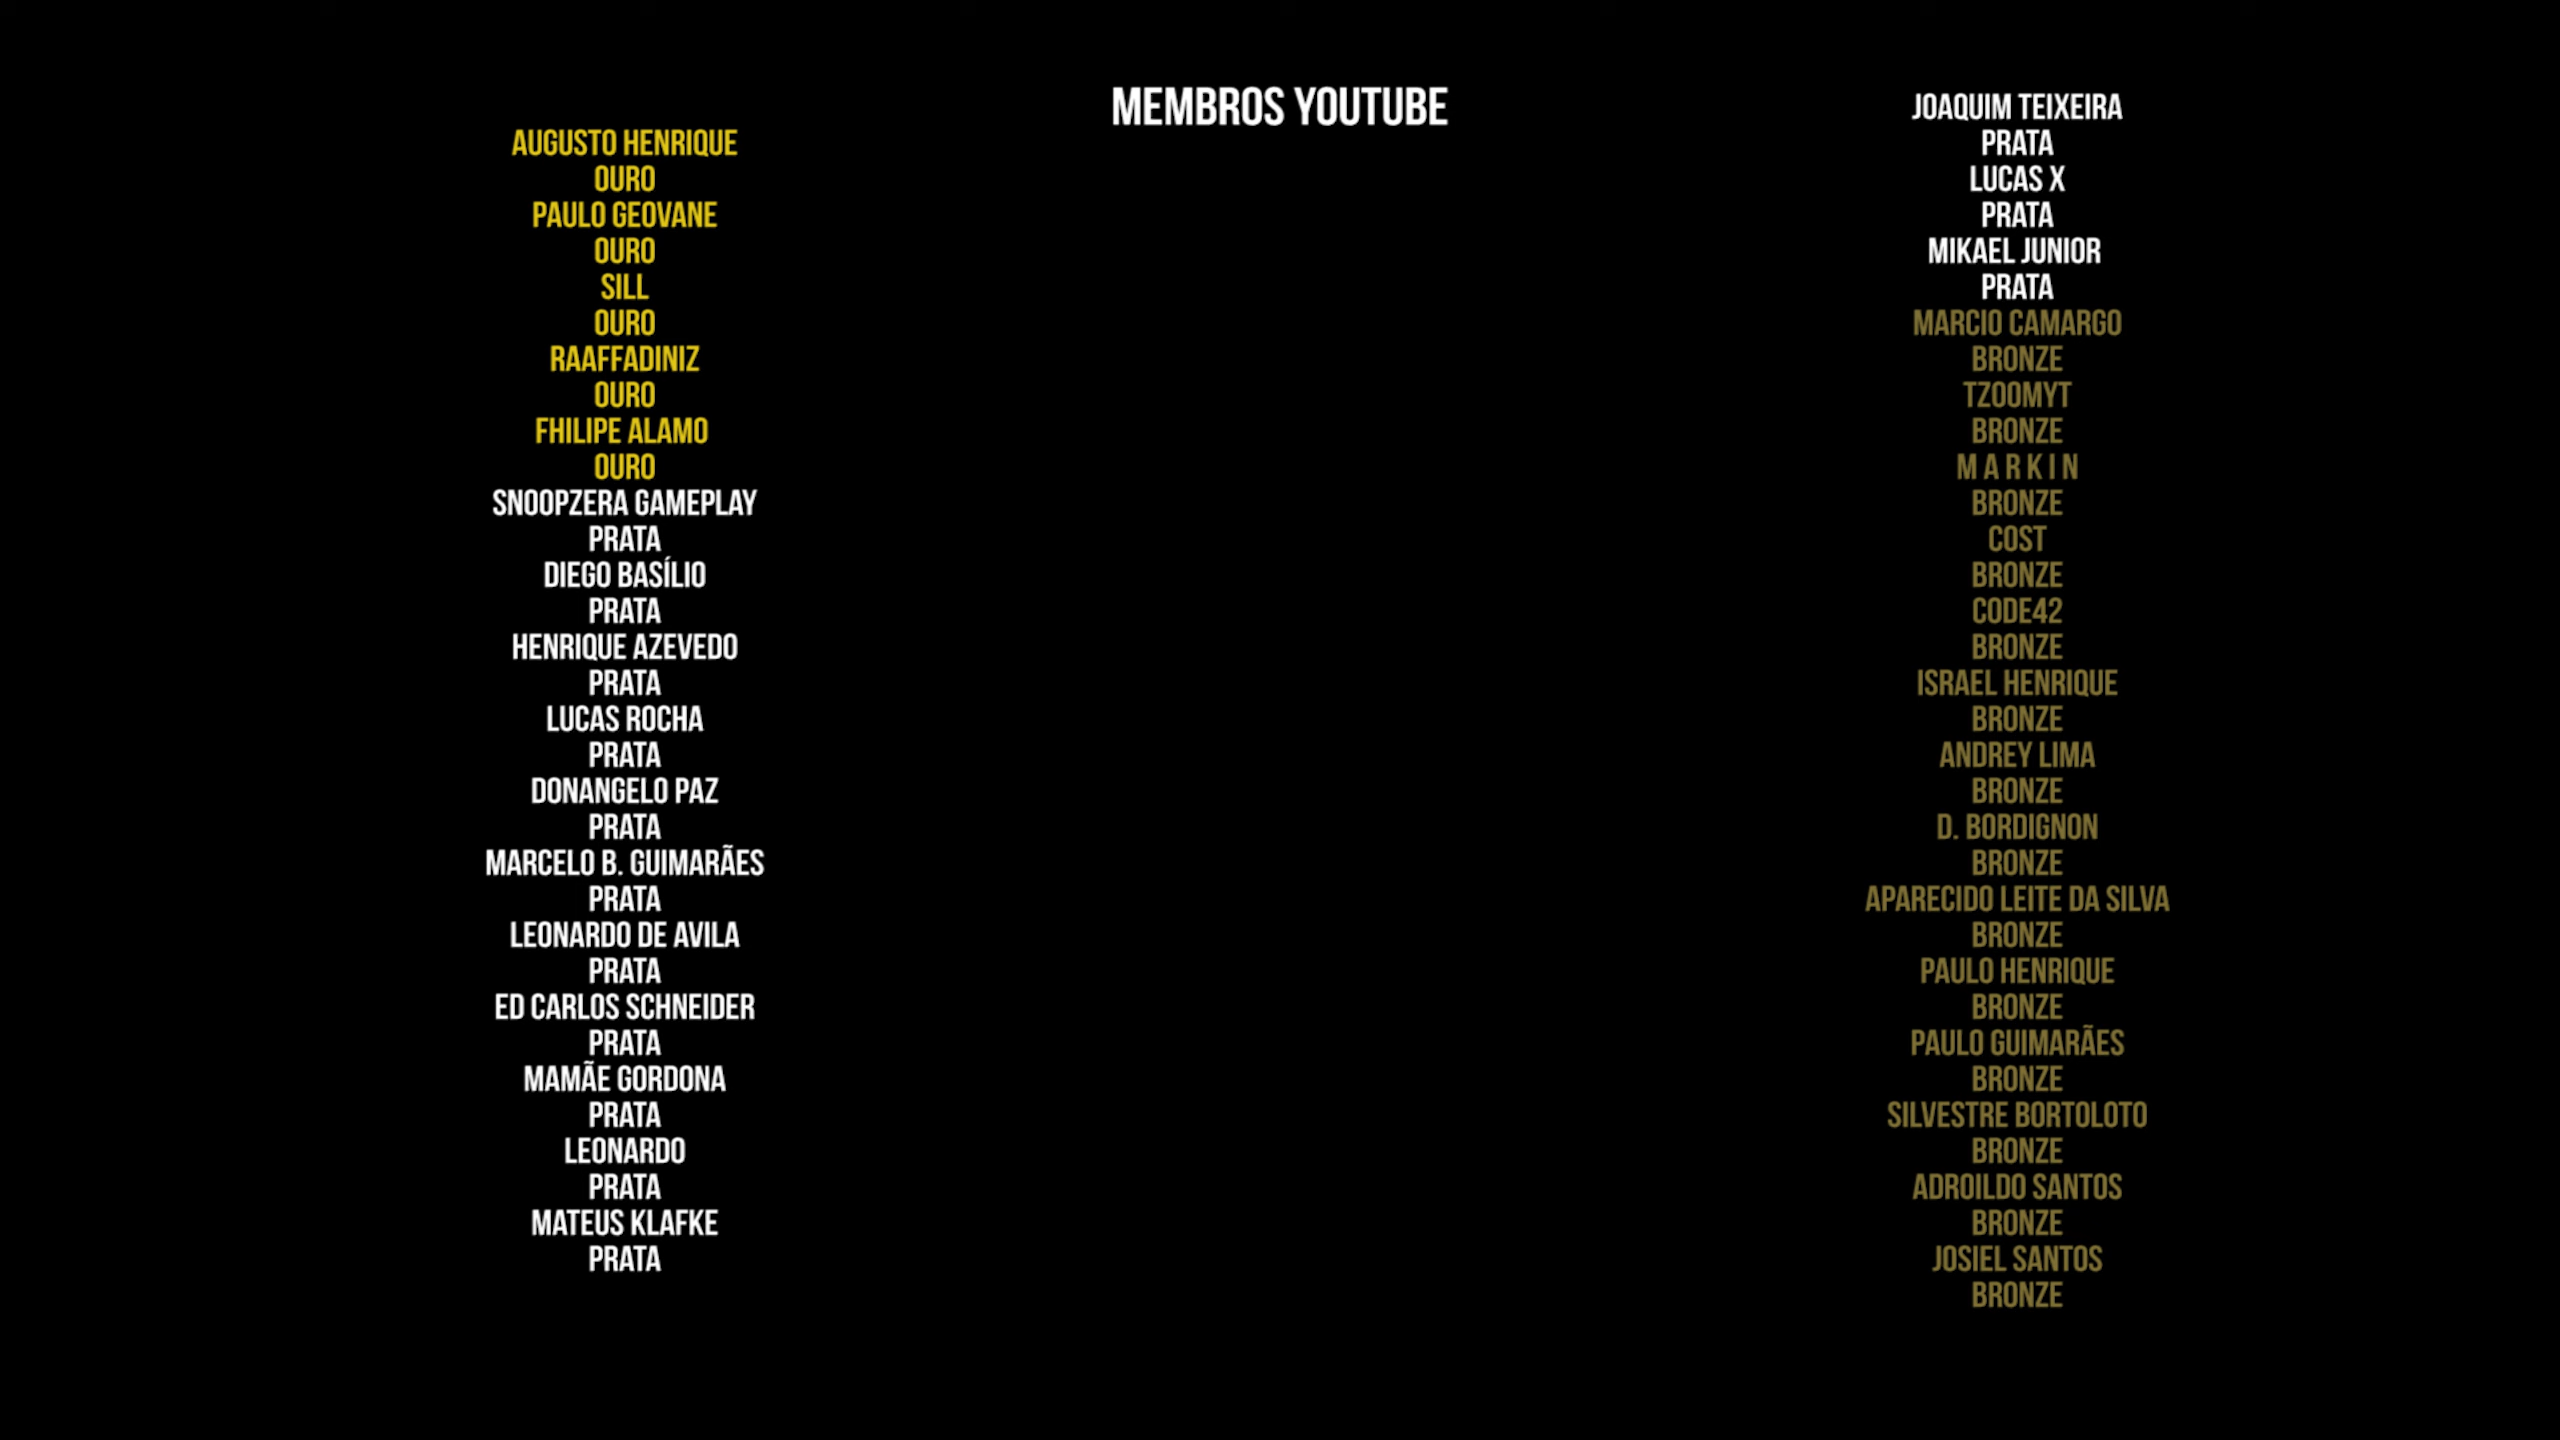 MEMBROS YOUTUBE
AUGUSTO HENRIQUE
OURO
PAULO GEOVANE
OURO
SILL
OURO
RAAFFADINIZ
OURO
FHILIPE ALAMO
OURO
SNOOPZERA GAMEPLAY
PRATA
DIEGO BASÍLIO
PRATA
HENRIQUE AZEVEDO
PRATA
LUCAS ROCHA
PRATA
DONANGELO PAZ
PRATA
MARCELO B. GUIMARÃES
PRATA
LEONARDO DE AVILA
PRATA
ED CARLOS SCHNEIDER
PRATA
MAMÃE GORDONA
PRATA
LEONARDO
PRATA
MATEUS KLAFKE
PRATA
JOAQUIM TEIXEIRA
PRATA
LUCAS X
PRATA
MIKAEL JUNIOR
PRATA
MARCIO CAMARGO
BRONZE
TZOOMYT
BRONZE
M A R K I N
BRONZE
COST
BRONZE
CODE42
BRONZE
ISRAEL HENRIQUE
BRONZE
ANDREY LIMA
BRONZE
D. BORDIGNON
BRONZE
APARECIDO LEITE DA SILVA
BRONZE
PAULO HENRIQUE
BRONZE
PAULO GUIMARÃES
BRONZE
SILVESTRE BORTOLOTO
BRONZE
ADROILDO SANTOS
BRONZE
JOSIEL SANTOS
BRONZE